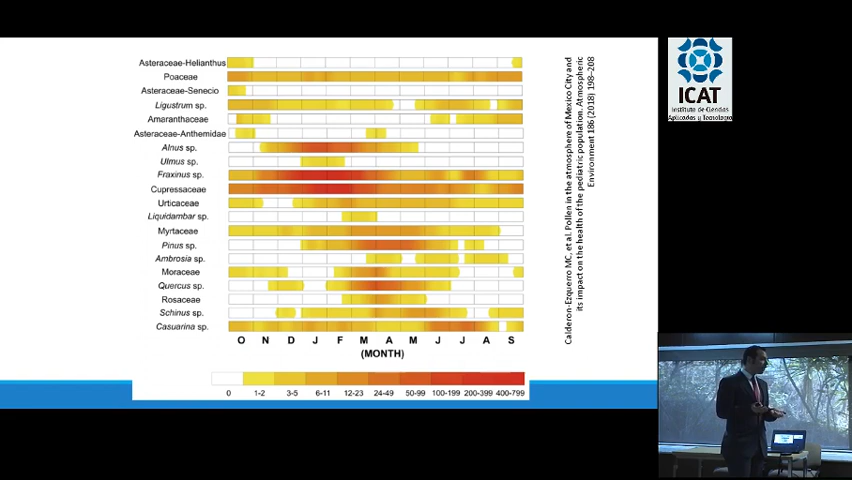 Asteraceae-Helianthus
Poaceae
Asteraceae-Senecio
Ligustrum sp.
Amaranthaceae
Asteraceae-Anthemidae
Alnus sp.
Ulmus sp.
Fraxinus sp.
Cupressaceae
Urticaceae
Liquidambar sp.
Myrtaceae
Pinus sp.
Ambrosia sp.
Moraceae
Quercus sp.
Rosaceae
Schinus sp.
Casuarina sp.
O N D J F M A M J J A S
(MONTH)
0 1-2 3-5 6-11 12-23 24-49 50-99 100-199 200-399 400-799
Calderon-Ezquerro MC, et al. Pollen in the atmosphere of Mexico City and
its impact on the health of the pediatric population. Atmospheric
Environment 186 (2018) 198–208
ICAT
Instituto de Ciencias
Aplicadas y Tecnología